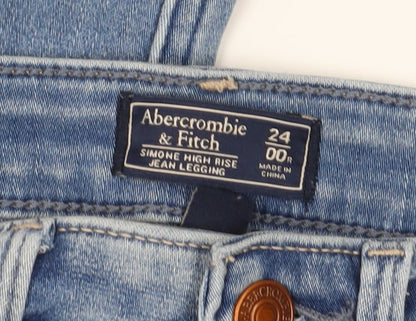 Abercrombie
& Fitch
SIMONE HIGH RISE
JEAN LEGGING
24
00R
MADE IN
CHINA